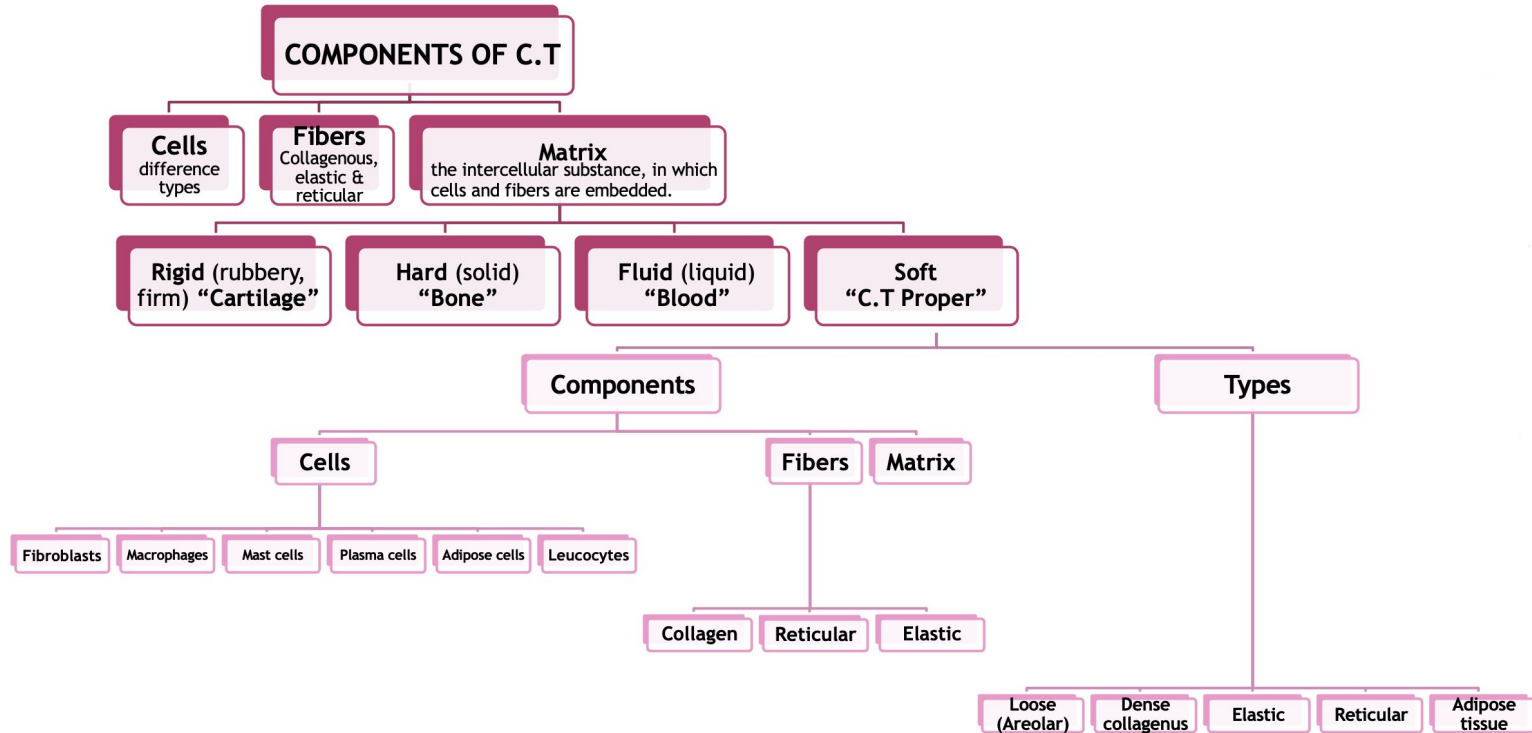 COMPONENTS OF C.T
Cells
difference
types
Fibers
Collagenous,
elastic &
reticular
Matrix
the intercellular substance, in which
cells and fibers are embedded.
Rigid (rubbery,
firm) “Cartilage”
Hard (solid)
“Bone”
Fluid (liquid)
“Blood”
Soft
“C.T Proper”
Components
Types
Cells
Fibers
Matrix
Fibroblasts
Macrophages
Mast cells
Plasma cells
Adipose cells
Leucocytes
Collagen
Reticular
Elastic
Loose
(Areolar)
Dense
collagenus
Elastic
Reticular
Adipose
tissue